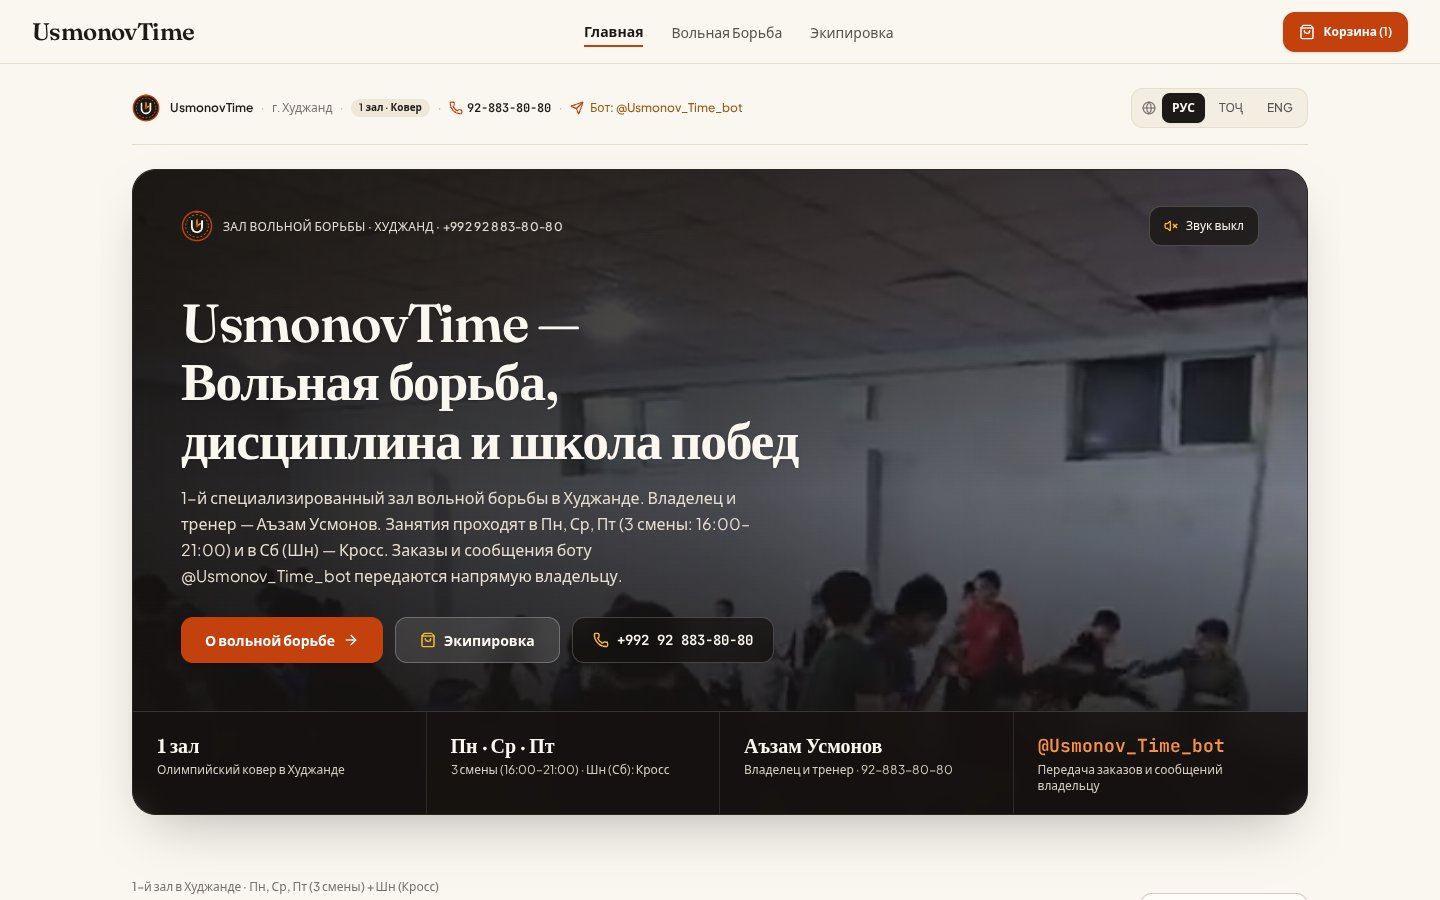 UsmonovTime
Главная
Вольная Борьба
Экипировка
Корзина (1)
UsmonovTime · г. Худжанд · 1 зал · Ковер · 92-883-80-80 · Бот: @Usmonov_Time_bot
РУС
ТОҶ
ENG
ЗАЛ ВОЛЬНОЙ БОРЬБЫ · ХУДЖАНД · +992 92 883-80-80
Звук выкл
UsmonovTime —
Вольная борьба,
дисциплина и школа побед
1-й специализированный зал вольной борьбы в Худжанде. Владелец и
тренер — Аъзам Усмонов. Занятия проходят в Пн, Ср, Пт (3 смены: 16:00–
21:00) и в Сб (Шн) — Кросс. Заказы и сообщения боту
@Usmonov_Time_bot передаются напрямую владельцу.
О вольной борьбе
Экипировка
+992 92 883-80-80
1 зал
Олимпийский ковер в Худжанде
Пн · Ср · Пт
3 смены (16:00–21:00) · Шн (Сб): Кросс
Аъзам Усмонов
Владелец и тренер · 92-883-80-80
@Usmonov_Time_bot
Передача заказов и сообщений
владельцу
1-й зал в Худжанде · Пн, Ср, Пт (3 смены) + Шн (Кросс)